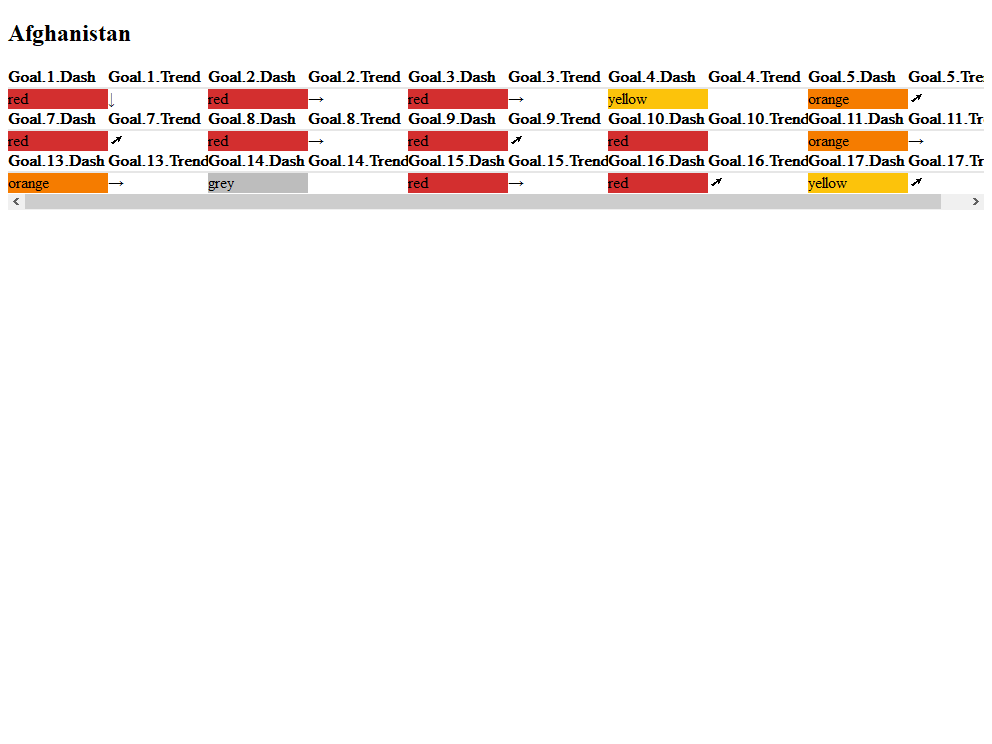 Afghanistan
Goal.1.Dash Goal.1.Trend Goal.2.Dash Goal.2.Trend Goal.3.Dash Goal.3.Trend Goal.4.Dash Goal.4.Trend Goal.5.Dash Goal.5.Tre
red ↓ red → red → yellow orange ↗
Goal.7.Dash Goal.7.Trend Goal.8.Dash Goal.8.Trend Goal.9.Dash Goal.9.Trend Goal.10.Dash Goal.10.Trend Goal.11.Dash Goal.11.Tr
red ↗ red → red ↗ red orange →
Goal.13.Dash Goal.13.Trend Goal.14.Dash Goal.14.Trend Goal.15.Dash Goal.15.Trend Goal.16.Dash Goal.16.Trend Goal.17.Dash Goal.17.Tr
orange → grey red → red ↗ yellow ↗